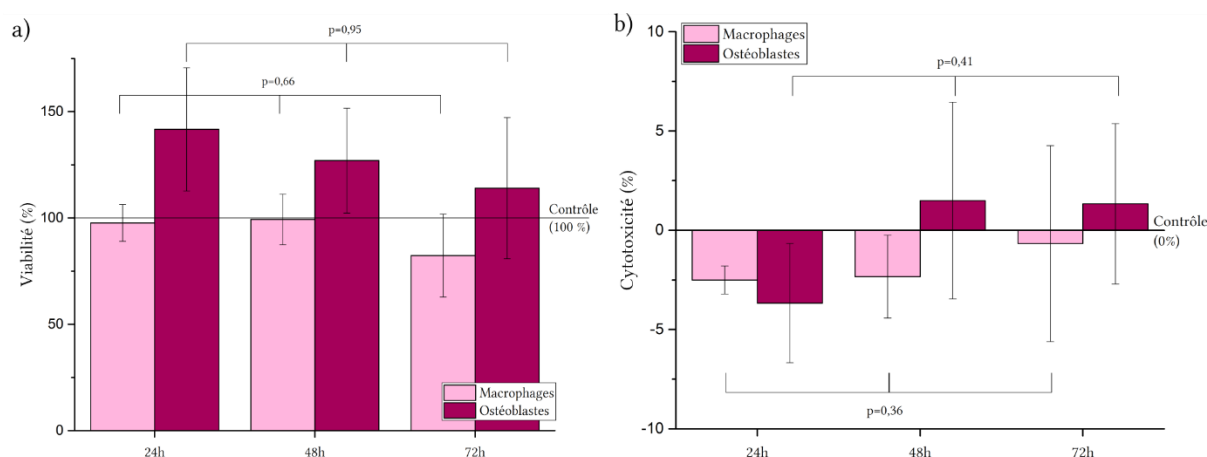 a)
p=0,95
p=0,66
150
100
50
0
Viabilité (%)
Contrôle
(100 %)
Macrophages
Ostéoblastes
24h
48h
72h
b)
10
5
0
-5
-10
Cytotoxicité (%)
Macrophages
Ostéoblastes
p=0,41
Contrôle
(0%)
p=0,36
24h
48h
72h